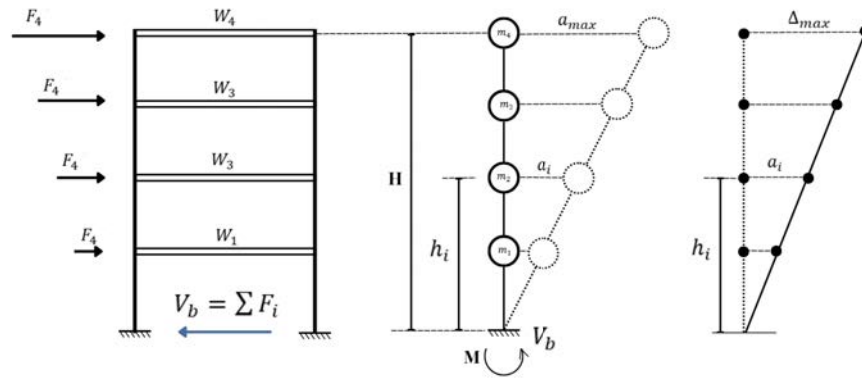 F₄
W₄
F₄
W₃
F₄
W₃
F₄
W₁
V_b = ∑ F_i
H
m₄
a_max
m₃
m₂
a_i
m₁
h_i
V_b
M
Δ_max
a_i
h_i